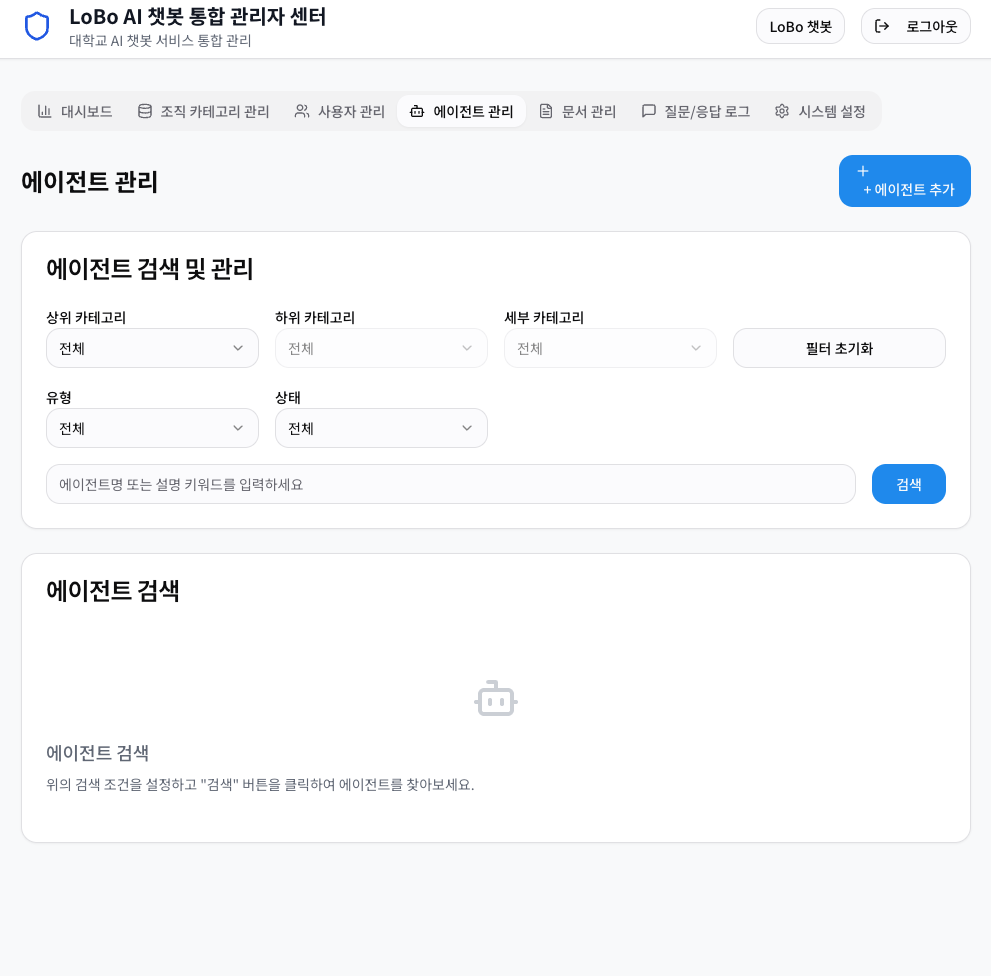 LoBo AI 챗봇 통합 관리자 센터
대학교 AI 챗봇 서비스 통합 관리
LoBo 챗봇
로그아웃
대시보드
조직 카테고리 관리
사용자 관리
에이전트 관리
문서 관리
질문/응답 로그
시스템 설정
에이전트 관리
+ 에이전트 추가
에이전트 검색 및 관리
상위 카테고리
하위 카테고리
세부 카테고리
전체
전체
전체
필터 초기화
유형
상태
전체
전체
에이전트명 또는 설명 키워드를 입력하세요
검색
에이전트 검색
에이전트 검색
위의 검색 조건을 설정하고 "검색" 버튼을 클릭하여 에이전트를 찾아보세요.